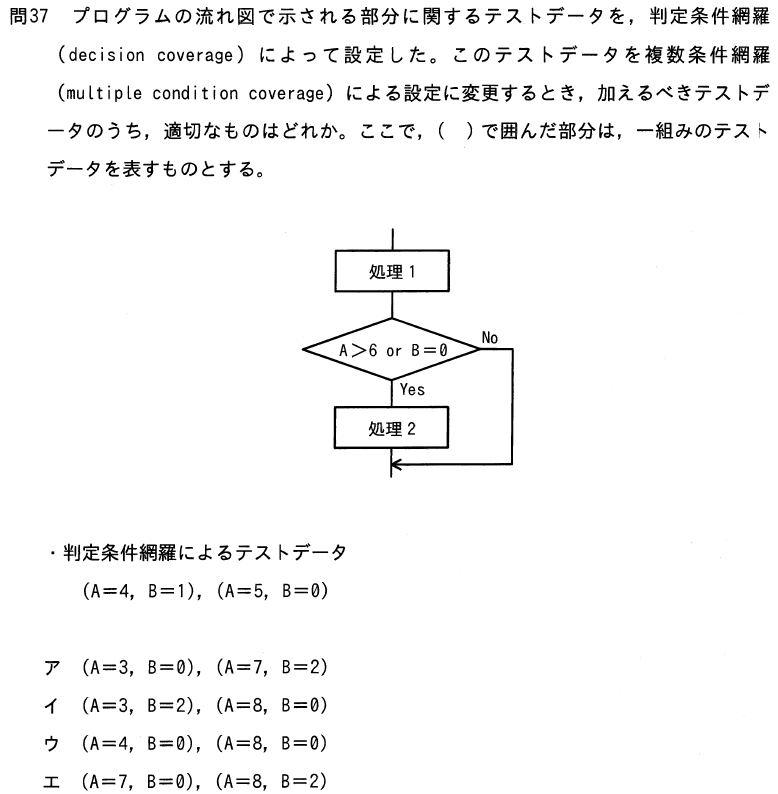 問37　プログラムの流れ図で示される部分に関するテストデータを，判定条件網羅
（decision coverage）によって設定した。このテストデータを複数条件網羅
（multiple condition coverage）による設定に変更するとき，加えるべきテストデ
ータのうち，適切なものはどれか。ここで，（　）で囲んだ部分は，一組みのテスト
データを表すものとする。
処理1
A＞6 or B＝0
No
Yes
処理2
・判定条件網羅によるテストデータ
(A＝4, B＝1), (A＝5, B＝0)
ア　(A＝3, B＝0), (A＝7, B＝2)
イ　(A＝3, B＝2), (A＝8, B＝0)
ウ　(A＝4, B＝0), (A＝8, B＝0)
エ　(A＝7, B＝0), (A＝8, B＝2)